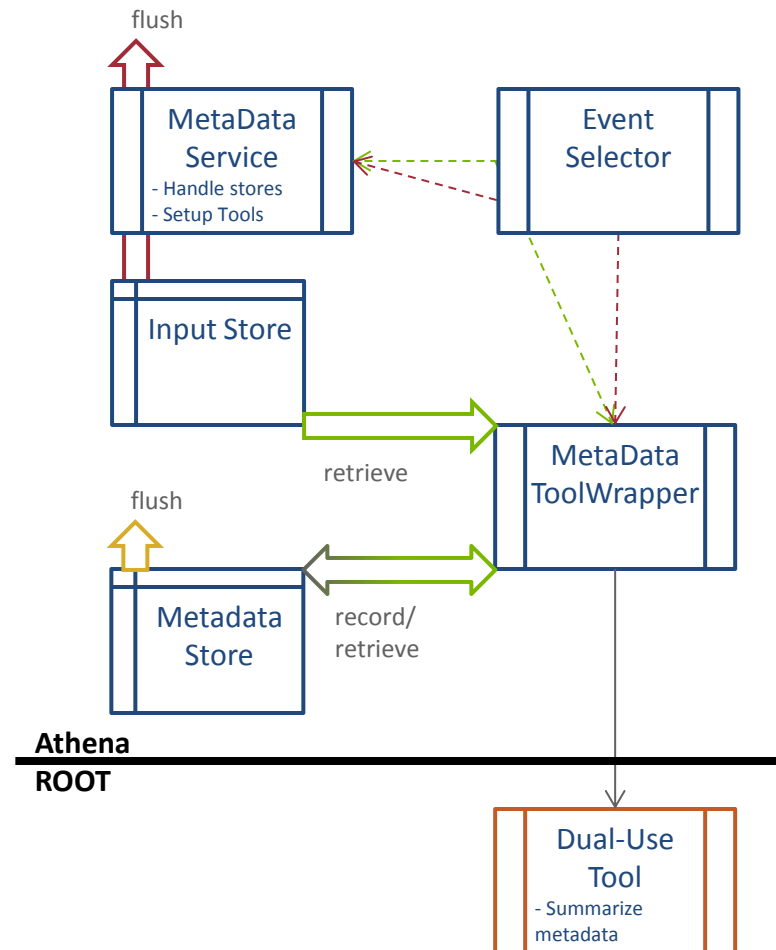 flush
MetaData
Service
- Handle stores
- Setup Tools
Event
Selector
Input Store
retrieve
MetaData
ToolWrapper
flush
Metadata
Store
record/
retrieve
Athena
ROOT
Dual-Use
Tool
- Summarize
metadata